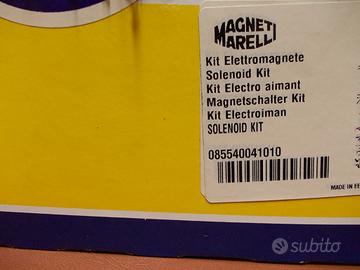 MAGNETI
MARELLI
Kit Elettromagnete
Solenoid Kit
Kit Electro aimant
Magnetschalter Kit
Kit Electroiman
SOLENOID KIT
085540041010
MADE IN EE
subito